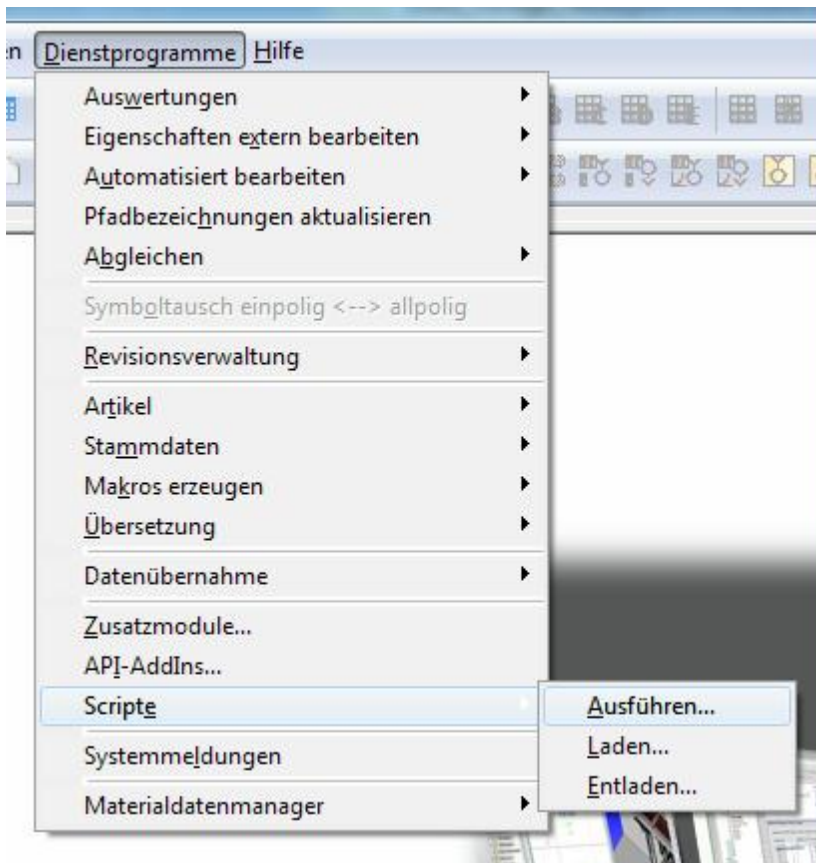 en Dienstprogramme Hilfe
Auswertungen
Eigenschaften extern bearbeiten
Automatisiert bearbeiten
Pfadbezeichnungen aktualisieren
Abgleichen
Symboltausch einpolig <--> allpolig
Revisionsverwaltung
Artikel
Stammdaten
Makros erzeugen
Übersetzung
Datenübernahme
Zusatzmodule...
API-AddIns...
Scripte
Ausführen...
Laden...
Entladen...
Systemmeldungen
Materialdatenmanager